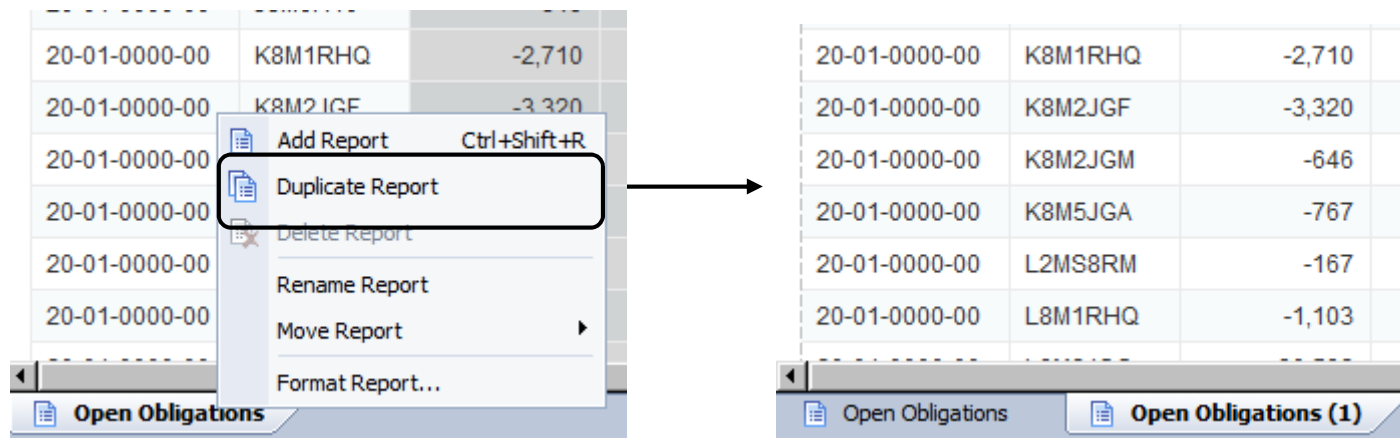 20-01-0000-00 K8M1RHQ -2,710
20-01-0000-00 K8M2JGF -3,320
20-01-0000-00
20-01-0000-00
20-01-0000-00
20-01-0000-00
Add Report Ctrl+Shift+R
Duplicate Report
Delete Report
Rename Report
Move Report
Format Report...
Open Obligations
20-01-0000-00 K8M1RHQ -2,710
20-01-0000-00 K8M2JGF -3,320
20-01-0000-00 K8M2JGM -646
20-01-0000-00 K8M5JGA -767
20-01-0000-00 L2MS8RM -167
20-01-0000-00 L8M1RHQ -1,103
Open Obligations Open Obligations (1)